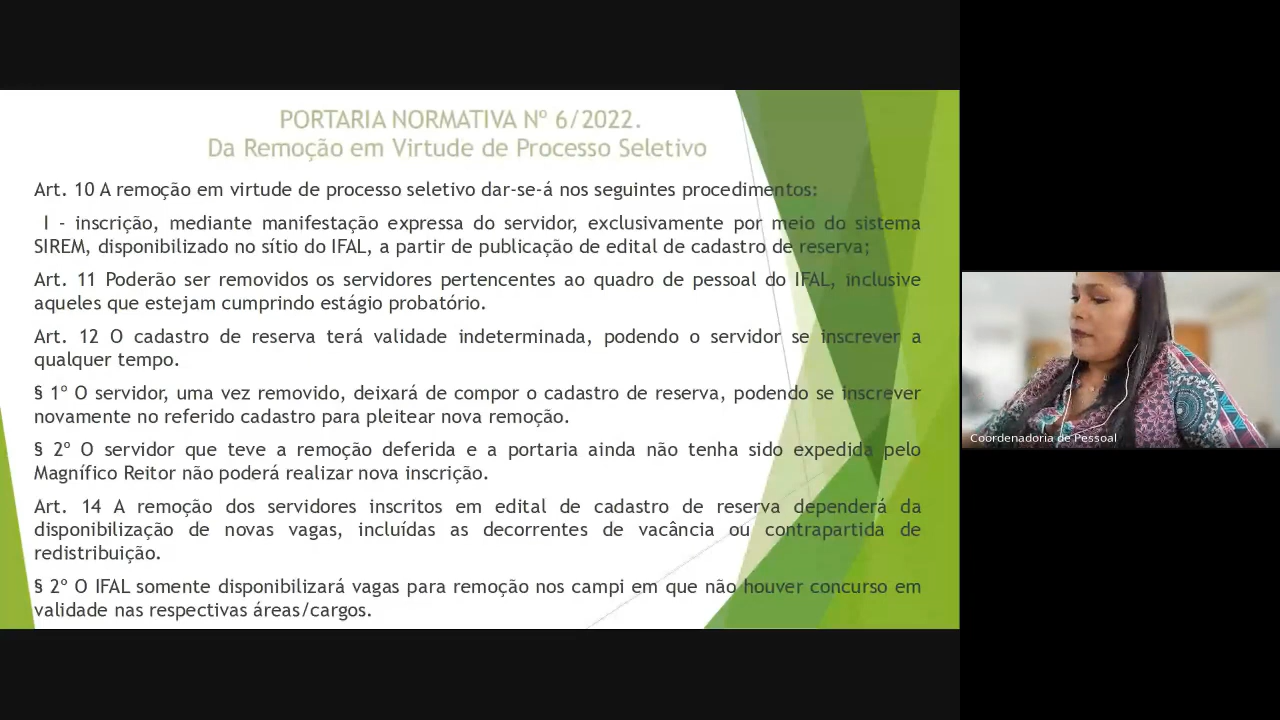 PORTARIA NORMATIVA Nº 6/2022.
Da Remoção em Virtude de Processo Seletivo
Art. 10 A remoção em virtude de processo seletivo dar-se-á nos seguintes procedimentos:
I - inscrição, mediante manifestação expressa do servidor, exclusivamente por meio do sistema
SIREM, disponibilizado no sítio do IFAL, a partir de publicação de edital de cadastro de reserva;
Art. 11 Poderão ser removidos os servidores pertencentes ao quadro de pessoal do IFAL, inclusive
aqueles que estejam cumprindo estágio probatório.
Art. 12 O cadastro de reserva terá validade indeterminada, podendo o servidor se inscrever a
qualquer tempo.
§ 1º O servidor, uma vez removido, deixará de compor o cadastro de reserva, podendo se inscrever
novamente no referido cadastro para pleitear nova remoção.
§ 2º O servidor que teve a remoção deferida e a portaria ainda não tenha sido expedida pelo
Magnífico Reitor não poderá realizar nova inscrição.
Art. 14 A remoção dos servidores inscritos em edital de cadastro de reserva dependerá da
disponibilização de novas vagas, incluídas as decorrentes de vacância ou contrapartida de
redistribuição.
§ 2º O IFAL somente disponibilizará vagas para remoção nos campi em que não houver concurso em
validade nas respectivas áreas/cargos.
Coordenadoria de Pessoal